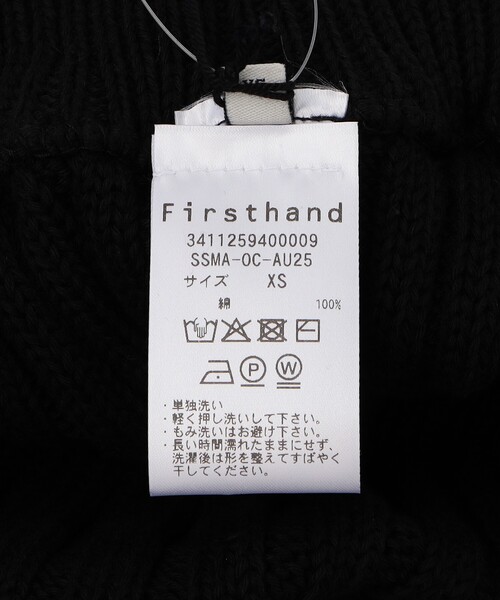 XS
Firsthand
3411259400009
SSMA-OC-AU25
サイズ XS
綿 100%
P W
・単独洗い
・軽く押し洗いして下さい。
・もみ洗いはお避け下さい。
・長い時間濡れたままにせず、
洗濯後は形を整えてすばやく
干してください。